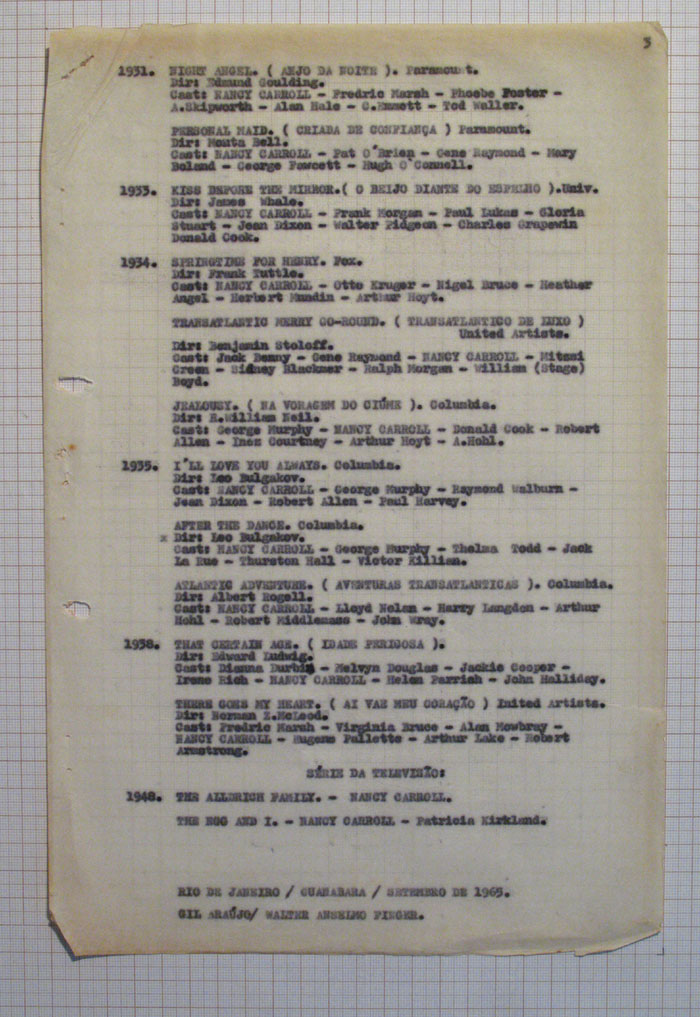 3
1931. NIGHT ANGEL. ( ANJO DA NOITE ). Paramount.
Dir: Edmund Goulding.
Cast: NANCY CARROLL - Fredric Marsh - Phoebe Foster -
A.Skipworth - Alan Hale - C.Emmett - Tod Waller.
PERSONAL MAID. ( CRIADA DE CONFIANÇA ) Paramount.
Dir: Monta Bell.
Cast: NANCY CARROLL - Pat O'Brien - Gene Raymond - Mary
Boland - George Fawcett - Hugh O'Connell.
1933. KISS BEFORE THE MIRROR.( O BEIJO DIANTE DO ESPELHO ).Univ.
Dir: James Whale.
Cast: NANCY CARROLL - Frank Morgan - Paul Lukas - Gloria
Stuart - Jean Dixon - Walter Pidgeon - Charles Grapewin
Donald Cook.
1934. SPRINGTIME FOR HENRY. Fox.
Dir: Frank Tuttle.
Cast: NANCY CARROLL - Otto Kruger - Nigel Bruce - Heather
Angel - Herbert Mundin - Arthur Hoyt.
TRANSATLANTIC MERRY GO-ROUND. ( TRANSATLANTICO DE LUXO )
United Artists.
Dir: Benjamin Stoloff.
Cast: Jack Benny - Gene Raymond - NANCY CARROLL - Mitzi
Green - Sidney Blackmer - Ralph Morgan - William (Stage)
Boyd.
JEALOUSY. ( NA VORAGEM DO CIÚME ). Columbia.
Dir: R.William Neil.
Cast: George Murphy - NANCY CARROLL - Donald Cook - Robert
Allen - Inez Courtney - Arthur Hoyt - A.Hohl.
1935. I'LL LOVE YOU ALWAYS. Columbia.
Dir: Leo Bulgakov.
Cast: NANCY CARROLL - George Murphy - Raymond Walburn -
Jean Dixon - Robert Allen - Paul Harvey.
AFTER THE DANCE. Columbia.
x Dir: Leo Bulgakov.
Cast: NANCY CARROLL - George Murphy - Thelma Todd - Jack
La Rue - Thurston Hall - Victor Killian.
ATLANTIC ADVENTURE. ( AVENTURAS TRANSATLANTICAS ). Columbia.
Dir: Albert Rogell.
Cast: NANCY CARROLL - Lloyd Nolan - Harry Langdon - Arthur
Hohl - Robert Middlemass - John Wray.
1938. THAT CERTAIN AGE. ( IDADE PERIGOSA ).
Dir: Edward Ludwig.
Cast: Dianna Durbin - Melvyn Douglas - Jackie Cooper -
Irene Rich - NANCY CARROLL - Helen Parrish - John Halliday.
THERE GOES MY HEART. ( AI VAE MEU CORAÇÃO ) Inited Artists.
Dir: Norman Z.McLeod.
Cast: Fredric Marsh - Virginia Bruce - Alan Mowbray -
NANCY CARROLL - Eugene Pallette - Arthur Lake - Robert
Armstrong.
SÉRIE DA TELEVISÃO:
1948. THE ALLDRICH FAMILY. - NANCY CARROLL.
THE EGG AND I. - NANCY CARROLL - Patricia Kirkland.
RIO DE JANEIRO / GUANABARA / SETEMBRO DE 1965.
GIL ARAÚJO/ WALTER ANSELMO FINGER.